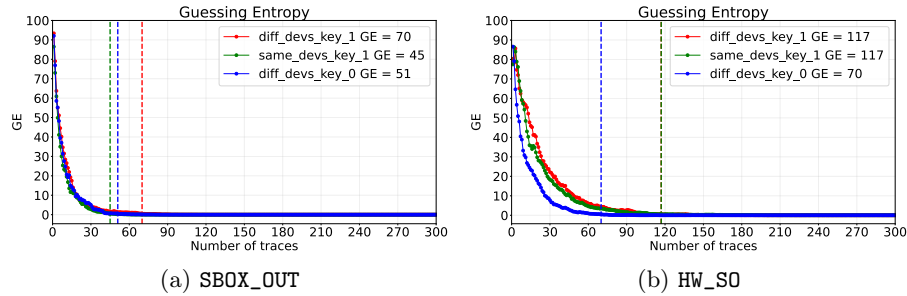 Guessing Entropy
GE
100
90
80
70
60
50
40
30
20
10
0
diff_devs_key_1 GE = 70
same_devs_key_1 GE = 45
diff_devs_key_0 GE = 51
0 30 60 90 120 150 180 210 240 270 300
Number of traces
(a) SBOX_OUT
Guessing Entropy
GE
100
90
80
70
60
50
40
30
20
10
0
diff_devs_key_1 GE = 117
same_devs_key_1 GE = 117
diff_devs_key_0 GE = 70
0 30 60 90 120 150 180 210 240 270 300
Number of traces
(b) HW_SO